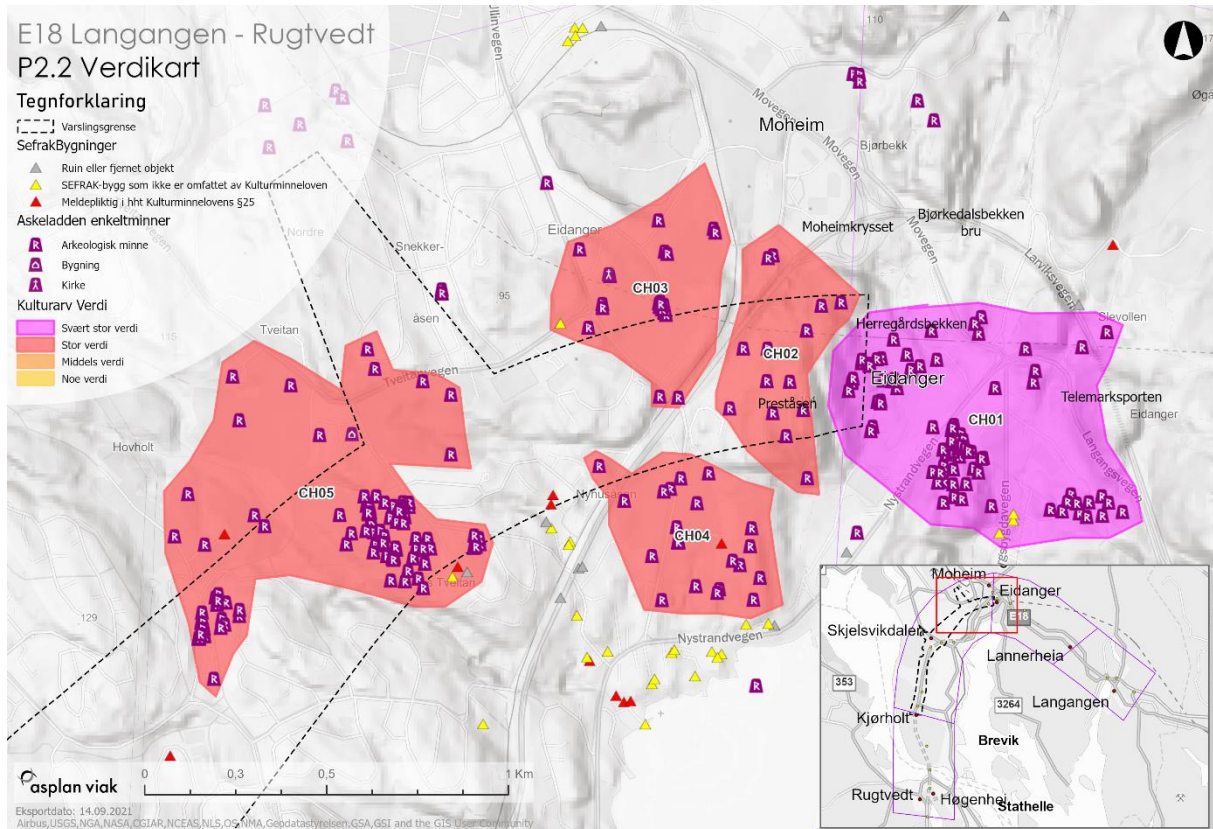 E18 Langangen - Rugtvedt
P2.2 Verdikart
Tegnforklaring
Varslingsgrense
SefrakBygninger
Ruin eller fjernet objekt
SEFRAK-bygg som ikke er omfattet av Kulturminneloven
Meldepliktig i hht Kulturminnelovens §25
Askeladden enkeltminner
Arkeologisk minne
Bygning
Kirke
Kulturarv Verdi
Svært stor verdi
Stor verdi
Middels verdi
Noe verdi
Ullinvegen
110
Movegen
Moheim
Bjørbekk
Movegen
Moheimkrysset
Bjørkedalsbekken
bru
Larviksvegen
Slevollen
Nordre
Snekker-
åsen
95
Eidanger
CH03
Tveitan
115
Tveitanvegen
CH02
Preståsen
Herregårdsbekken
Eidanger
Telemarksporten
Eidanger
CH01
Nystrandvegen
Langangsvegen
Hovholt
CH05
Nyhusåsen
CH04
Tveitan
129
Nystrandvegen
asplan viak
0
0,3
0,5
1 Km
Eksportdato: 14.09.2021
Airbus,USGS,NGA,NASA,CGIAR,NCEAS,NLS,OS,NMA,Geodatastyrelsen,GSA,GSI and the GIS User Community
Moheim
Eidanger
E18
Skjelsvikdalen
Lannerheia
353
3264
Langangen
Kjørholt
Brevik
Rugtvedt
Høgenhei
Stathelle